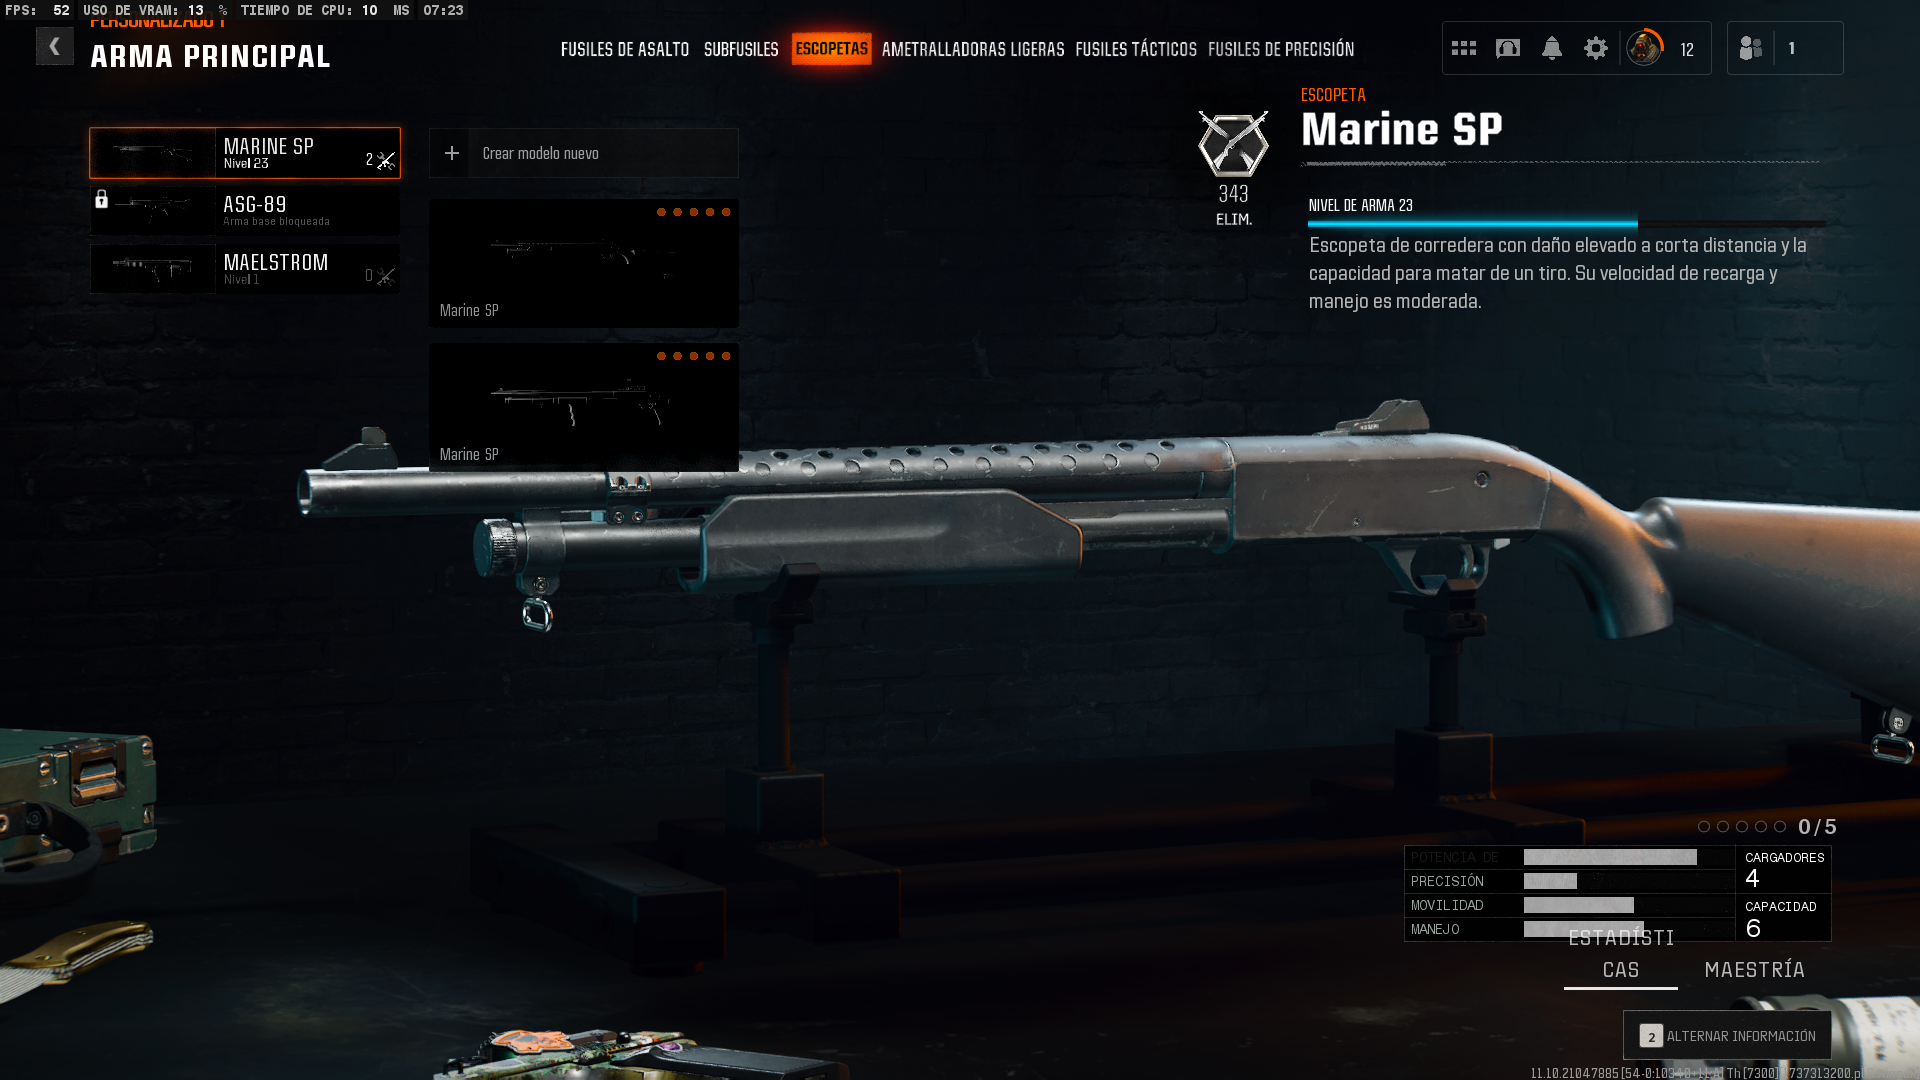 FPS: 52 USO DE VRAM: 13 % TIEMPO DE CPU: 10 MS 07:23
PERSONALIZADO 1
ARMA PRINCIPAL
FUSILES DE ASALTO SUBFUSILES ESCOPETAS AMETRALLADORAS LIGERAS FUSILES TÁCTICOS FUSILES DE PRECISIÓN
12
1
MARINE SP
Nivel 23
2
ASG-89
Arma base bloqueada
MAELSTROM
Nivel 1
0
Crear modelo nuevo
Marine SP
Marine SP
343
ELIM.
ESCOPETA
Marine SP
NIVEL DE ARMA 23
Escopeta de corredera con daño elevado a corta distancia y la
capacidad para matar de un tiro. Su velocidad de recarga y
manejo es moderada.
0/5
POTENCIA DE
PRECISIÓN
MOVILIDAD
MANEJO
CARGADORES
4
CAPACIDAD
6
ESTADÍSTI
CAS
MAESTRÍA
2 ALTERNAR INFORMACIÓN